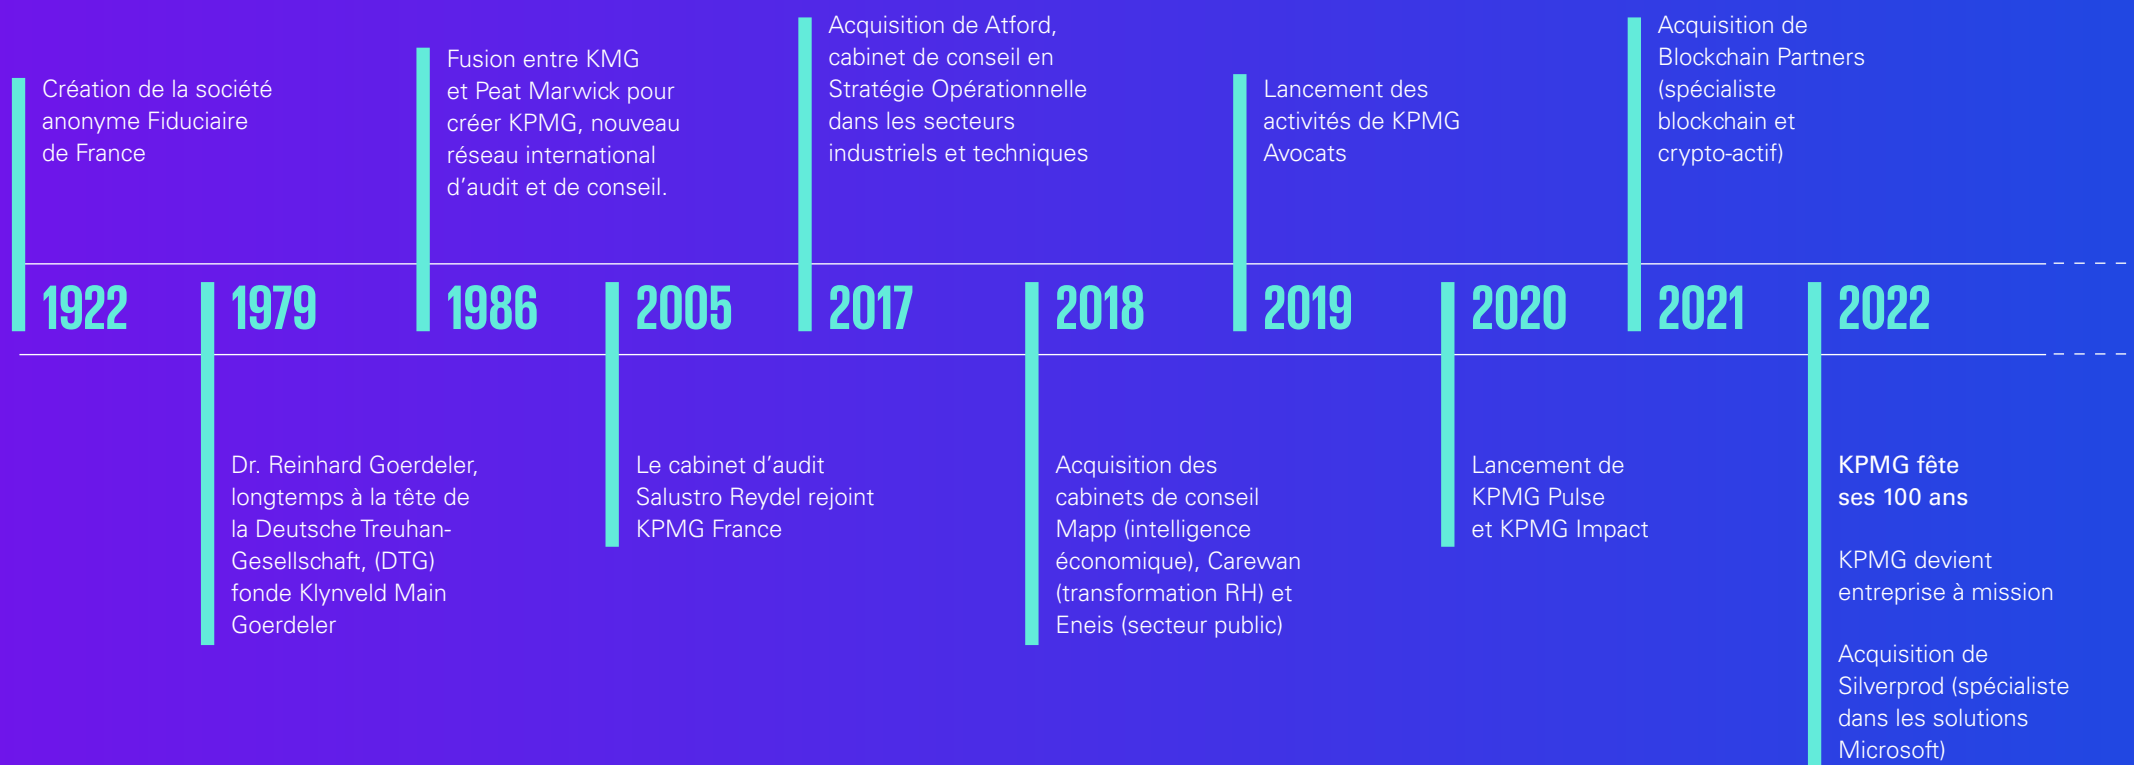 Création de la société
anonyme Fiduciaire
de France
1922
1979
Dr. Reinhard Goerdeler,
longtemps à la tête de
la Deutsche Treuhan-
Gesellschaft, (DTG)
fonde Klynveld Main
Goerdeler
Fusion entre KMG
et Peat Marwick pour
créer KPMG, nouveau
réseau international
d’audit et de conseil.
1986
2005
Le cabinet d’audit
Salustro Reydel rejoint
KPMG France
Acquisition de Atford,
cabinet de conseil en
Stratégie Opérationnelle
dans les secteurs
industriels et techniques
2017
2018
Acquisition des
cabinets de conseil
Mapp (intelligence
économique), Carewan
(transformation RH) et
Eneis (secteur public)
Lancement des
activités de KPMG
Avocats
2019
2020
Lancement de
KPMG Pulse
et KPMG Impact
Acquisition de
Blockchain Partners
(spécialiste
blockchain et
crypto-actif)
2021
2022
KPMG fête
ses 100 ans
KPMG devient
entreprise à mission
Acquisition de
Silverprod (spécialiste
dans les solutions
Microsoft)